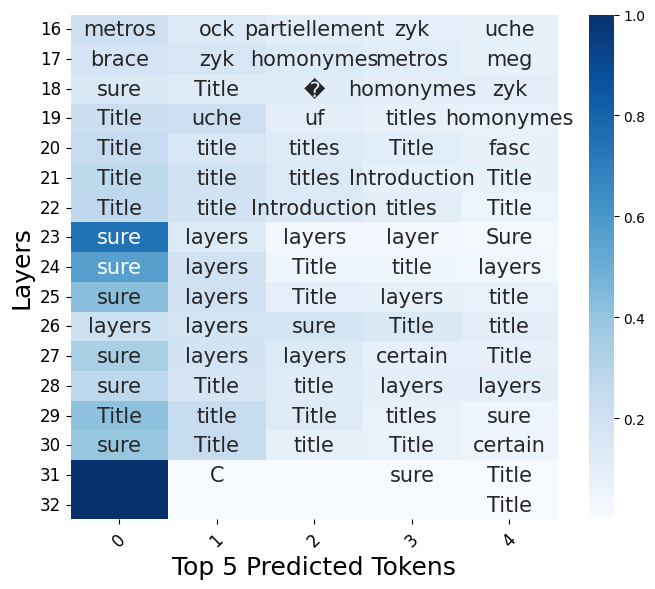 16 metros ock partiellement zyk uche 1.0
17 brace zyk homonymes metros meg
18 sure Title � homonymes zyk
19 Title uche uf titles homonymes
20 Title title titles Title fasc 0.8
21 Title title titles Introduction Title
22 Title title Introduction titles Title
23 sure layers layers layer Sure
24 sure layers Title title layers 0.6
25 sure layers Title layers title
26 layers layers sure Title title
27 sure layers layers certain Title 0.4
28 sure Title title layers layers
29 Title title Title titles sure 0.2
30 sure Title title Title certain
31 C sure Title
32 Title
0 1 2 3 4
Top 5 Predicted Tokens
Layers